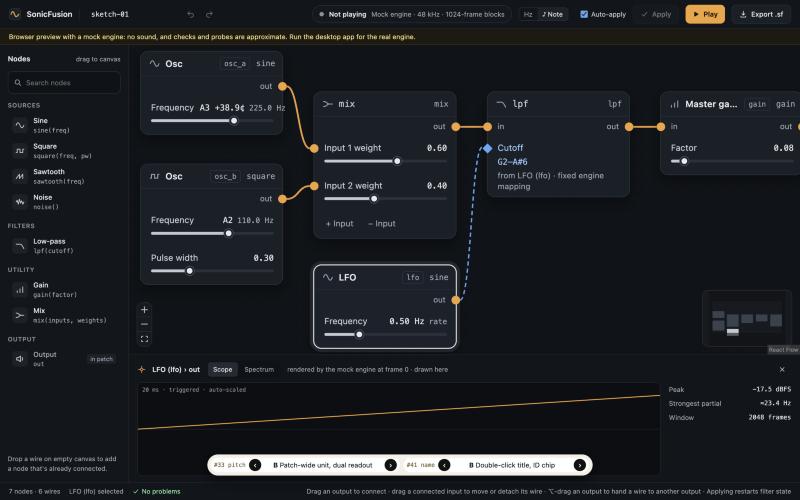 SonicFusion sketch-01 Not playing Mock engine · 48 kHz · 1024-frame blocks Hz ♪ Note Auto-apply ✓ Apply ▶ Play Export .sf
Browser preview with a mock engine: no sound, and checks and probes are approximate. Run the desktop app for the real engine.
Nodes drag to canvas
Search nodes
SOURCES
Sine
sine(freq)
Square
square(freq, pw)
Sawtooth
sawtooth(freq)
Noise
noise()
FILTERS
Low-pass
lpf(cutoff)
UTILITY
Gain
gain(factor)
Mix
mix(inputs, weights)
OUTPUT
Output
out
in patch
Drop a wire on empty canvas to add
a node that's already connected.
Osc osc_a sine
out
Frequency A3 +38.9¢ 225.0 Hz
Osc osc_b square
out
Frequency A2 110.0 Hz
Pulse width 0.30
mix mix
out
Input 1 weight 0.60
Input 2 weight 0.40
+ Input − Input
LFO lfo sine
out
Frequency 0.50 Hz rate
lpf lpf
in out
Cutoff
G2–A#6
from LFO (lfo) · fixed engine
mapping
Master ga... gain gain
in out
Factor 0.08
React Flow
LFO (lfo) › out Scope Spectrum rendered by the mock engine at frame 0 · drawn here
20 ms · triggered · auto-scaled
Peak −17.5 dBFS
Strongest partial ≈23.4 Hz
Window 2048 frames
#33 pitch ‹ B Patch-wide unit, dual readout › #41 name ‹ B Double-click title, ID chip ›
7 nodes · 6 wires LFO (lfo) selected ✓ No problems Drag an output to connect · drag a connected input to move or detach its wire · ⌥-drag an output to hand a wire to another output · Applying restarts filter state